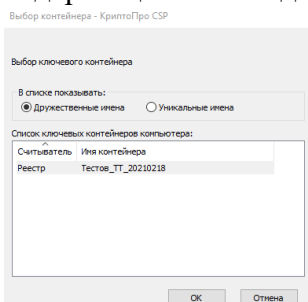 Выбор контейнера - КриптоПро CSP
Выбор ключевого контейнера
В списке показывать:
Дружественные имена Уникальные имена
Список ключевых контейнеров компьютера:
Считыватель Имя контейнера
Реестр Тестов_ТТ_20210218
ОК Отмена